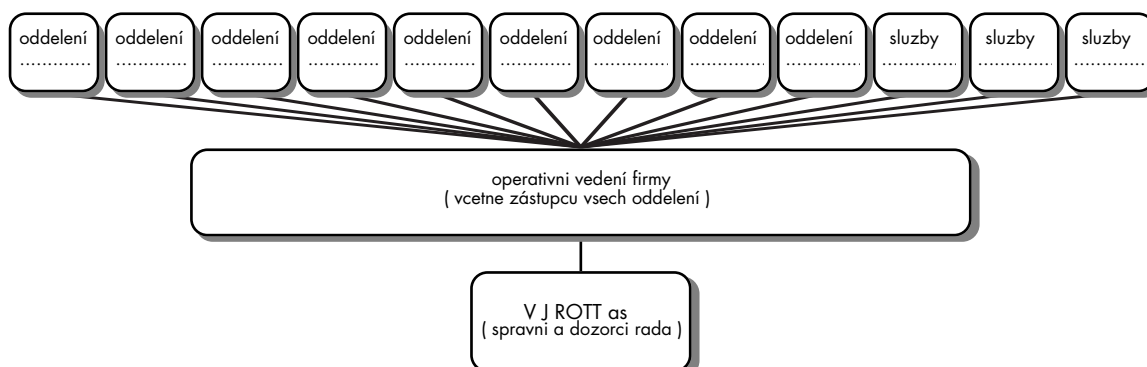 oddelení oddelení oddelení oddelení oddelení oddelení oddelení oddelení oddelení sluzby sluzby sluzby
............ ............ ............ ............ ............ ............ ............ ............ ............ ............ ............ ............
operativni vedení firmy
( vcetne zástupcu vsech oddelení )
V J ROTT as
( spravni a dozorci rada )